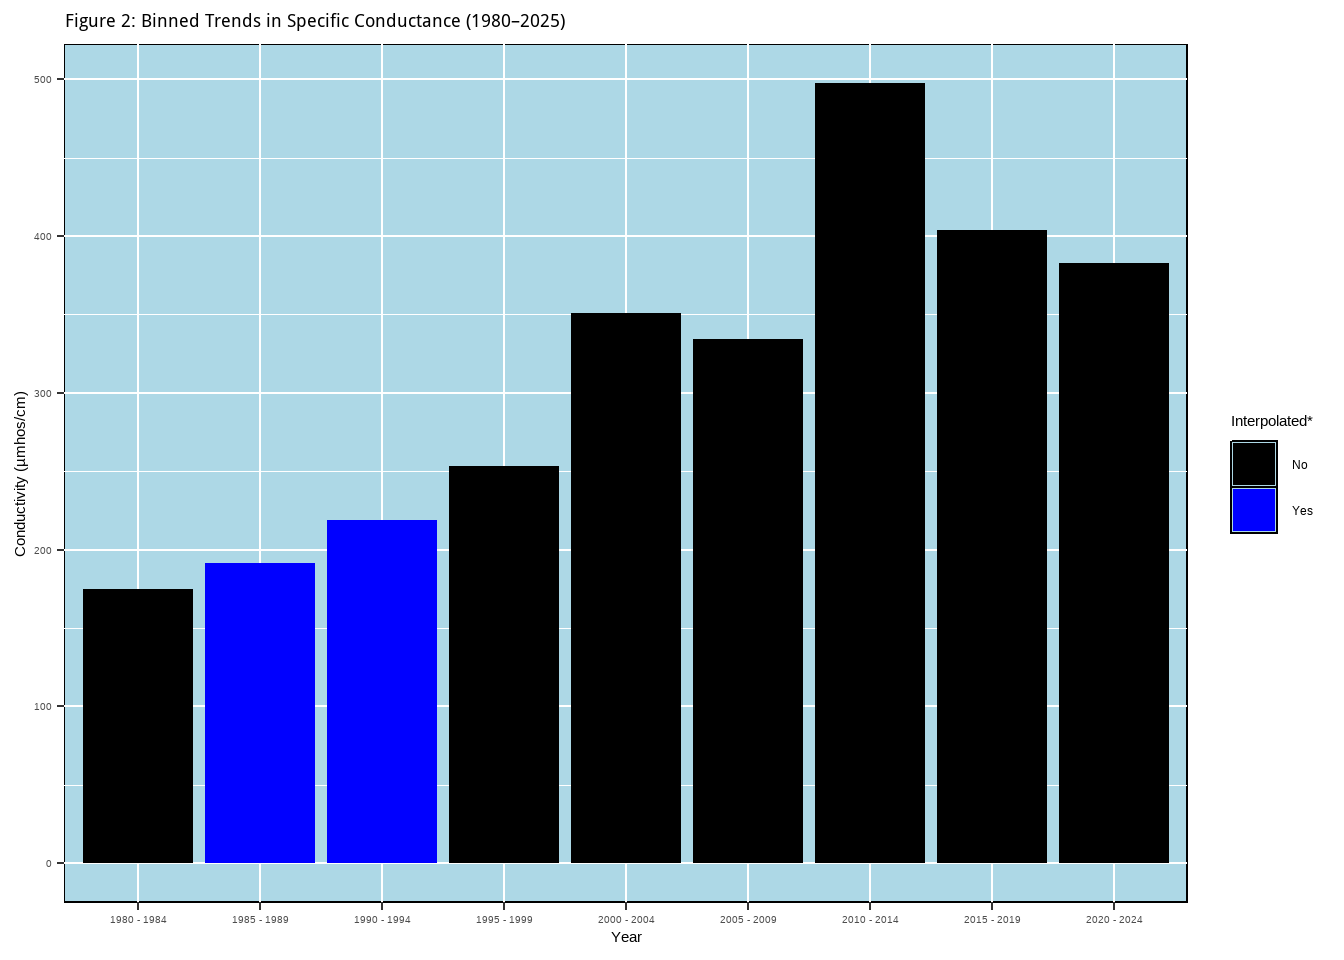 Figure 2: Binned Trends in Specific Conductance (1980–2025)
Conductivity (µmhos/cm)
500
400
300
200
100
0
1980 - 1984
1985 - 1989
1990 - 1994
1995 - 1999
2000 - 2004
2005 - 2009
2010 - 2014
2015 - 2019
2020 - 2024
Year
Interpolated*
No
Yes